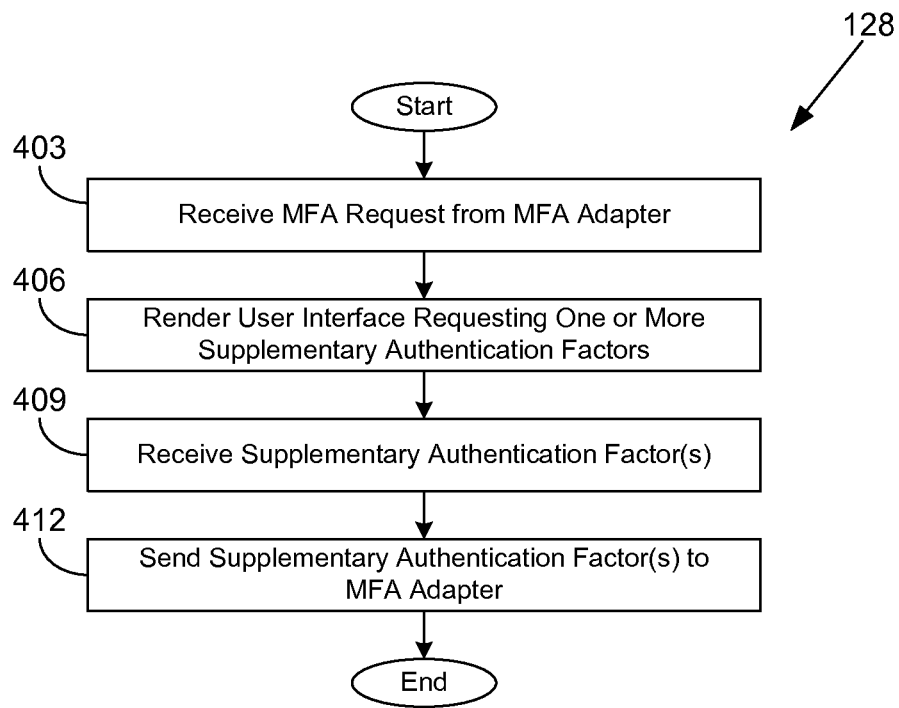 128
Start
403
Receive MFA Request from MFA Adapter
406
Render User Interface Requesting One or More
Supplementary Authentication Factors
409
Receive Supplementary Authentication Factor(s)
412
Send Supplementary Authentication Factor(s) to
MFA Adapter
End